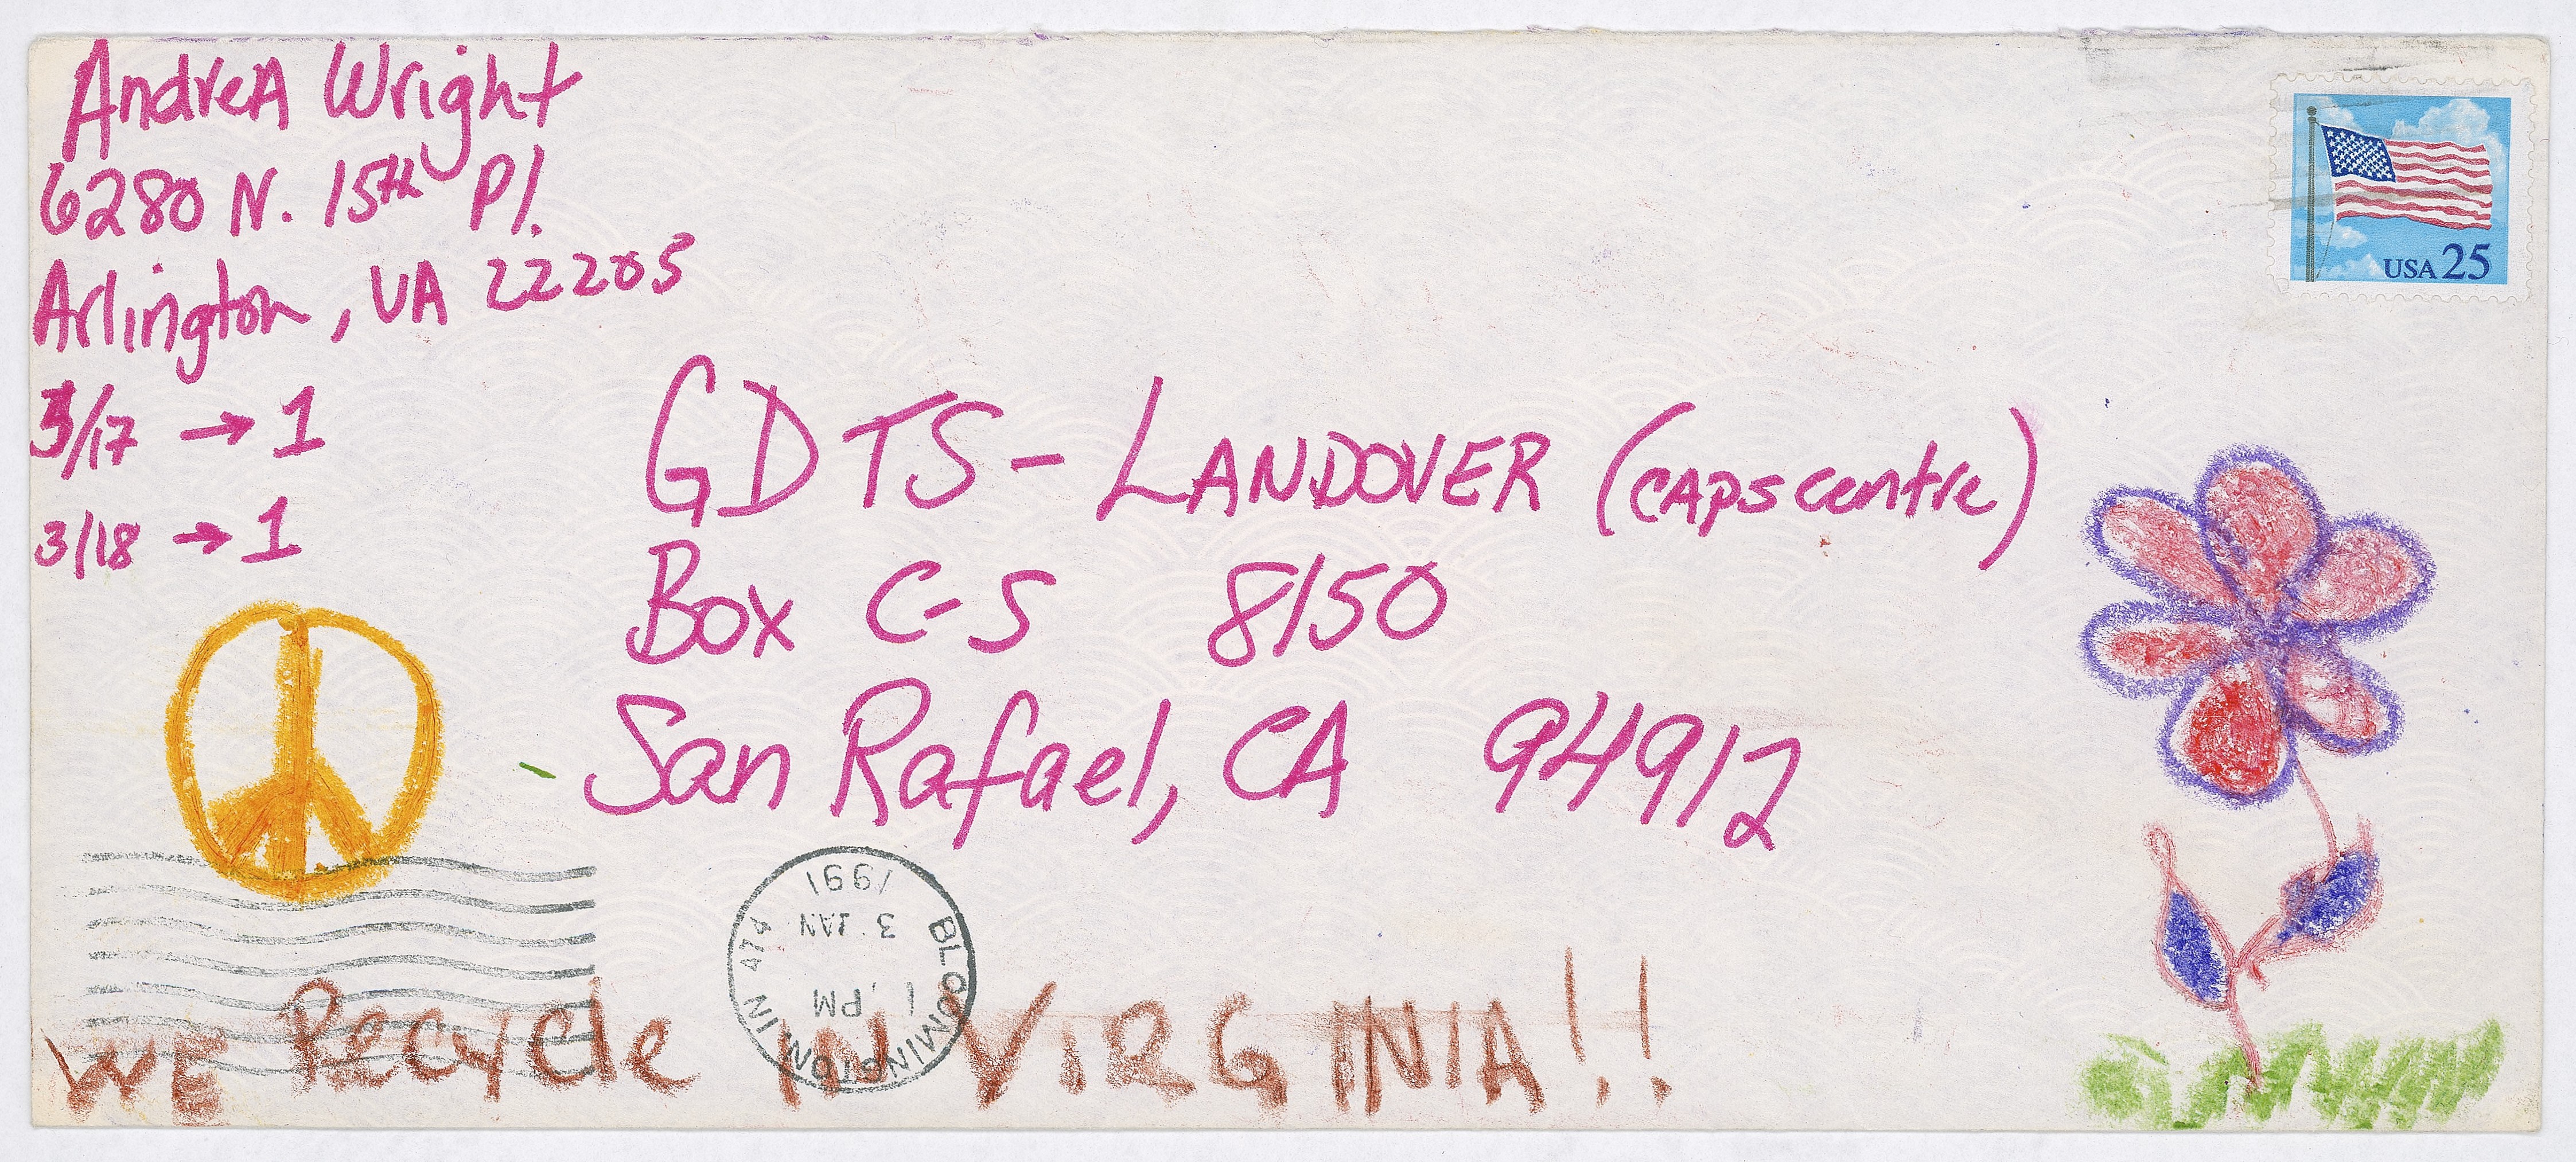 AndreA Wright
6280 N. 15th Pl.
Arlington, VA 22205
3/17 → 1
3/18 → 1
USA 25
GDTS - LANDOVER (CAPS centre)
Box C-S 8150
San Rafael, CA 94912
BLOOMINGTON IN 474
1 PM
3 JAN
1991
WE Recycle IN VIRGINIA!!